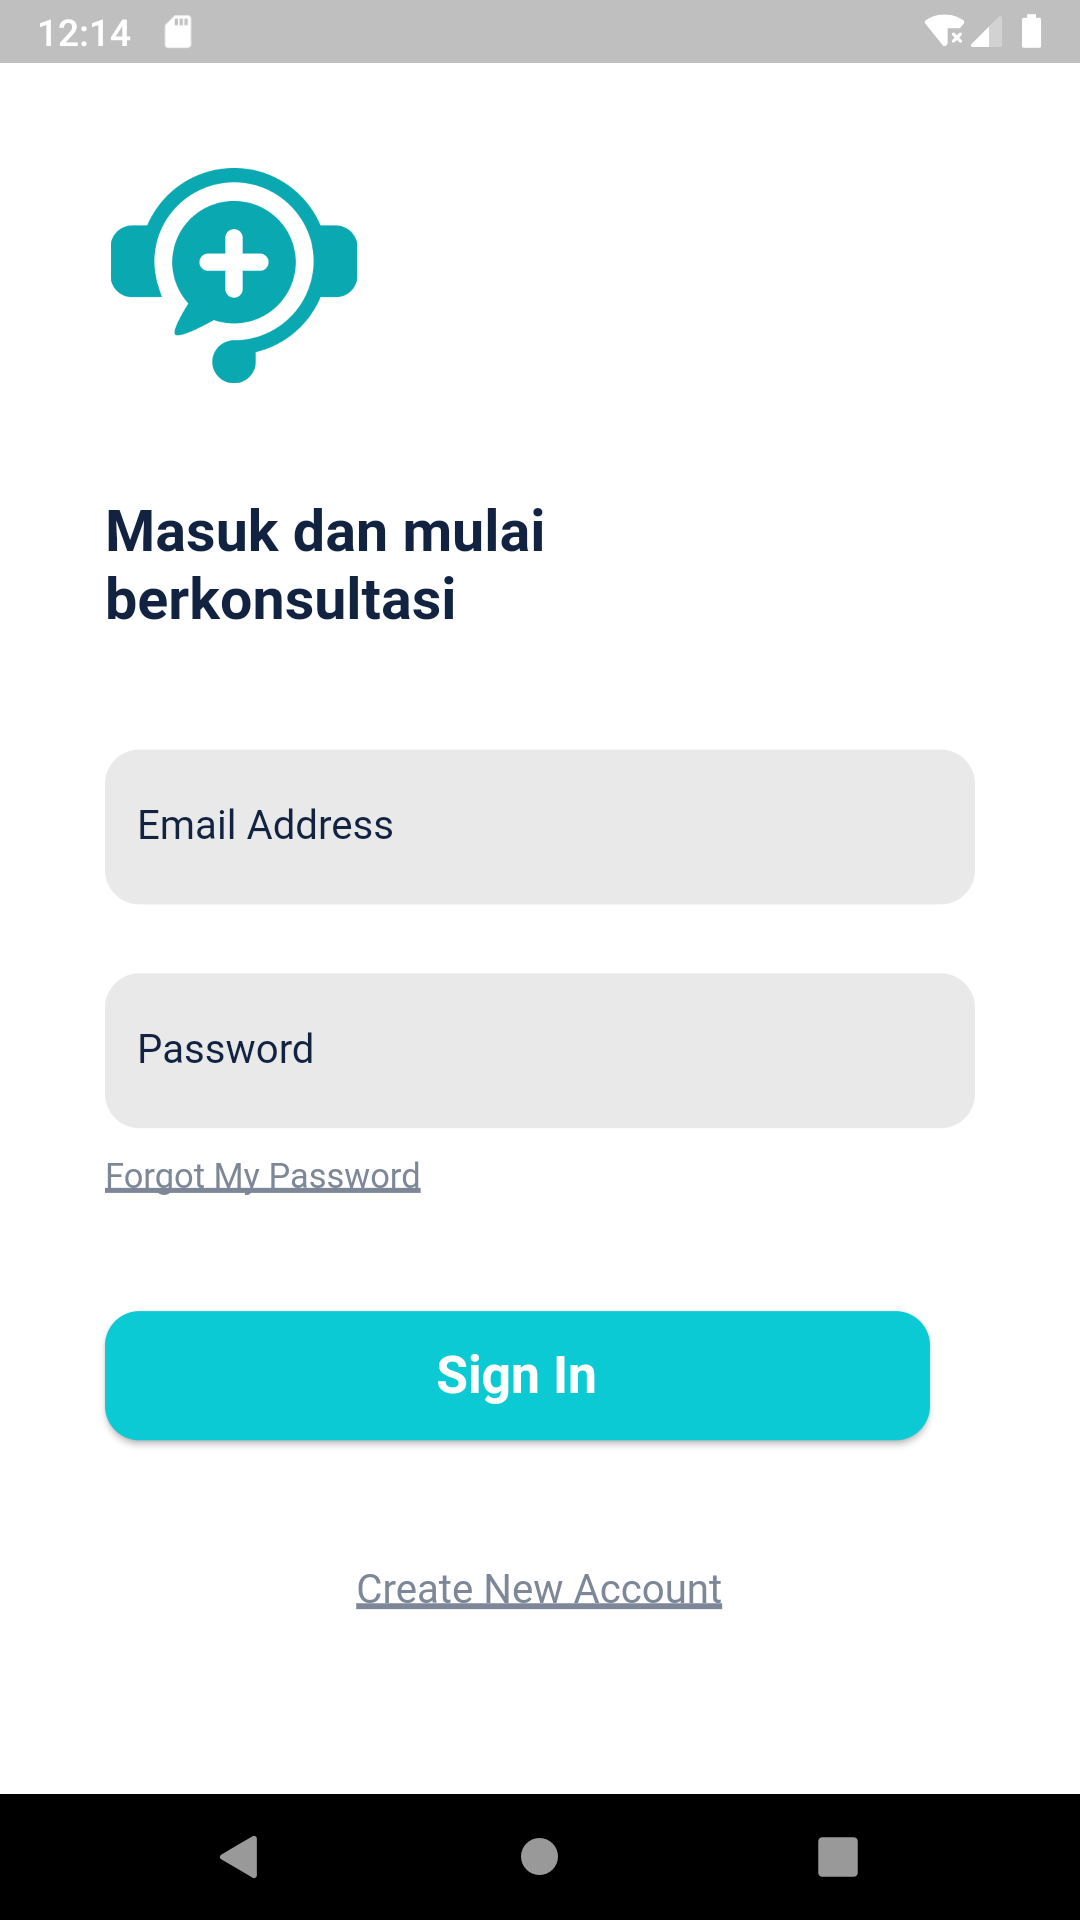 12:14
Masuk dan mulai
berkonsultasi
Email Address
Password
Forgot My Password
Sign In
Create New Account